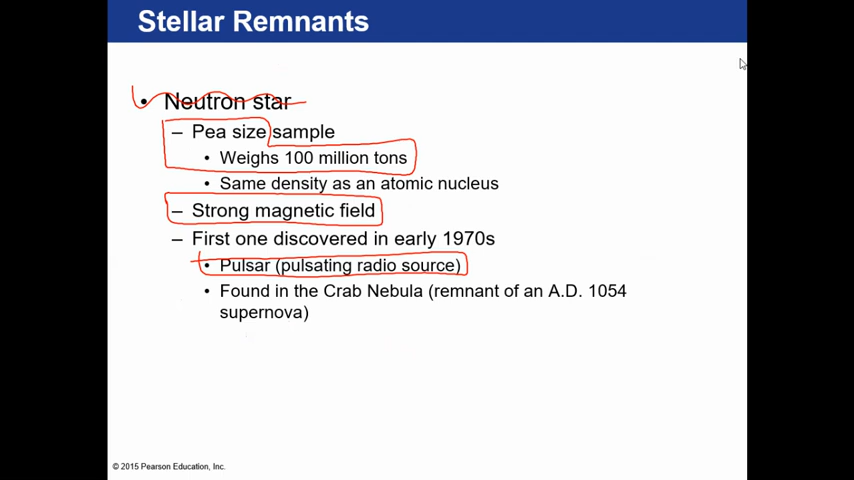 Stellar Remnants
• Neutron star
– Pea size sample
• Weighs 100 million tons
• Same density as an atomic nucleus
– Strong magnetic field
– First one discovered in early 1970s
• Pulsar (pulsating radio source)
• Found in the Crab Nebula (remnant of an A.D. 1054
supernova)
© 2015 Pearson Education, Inc.